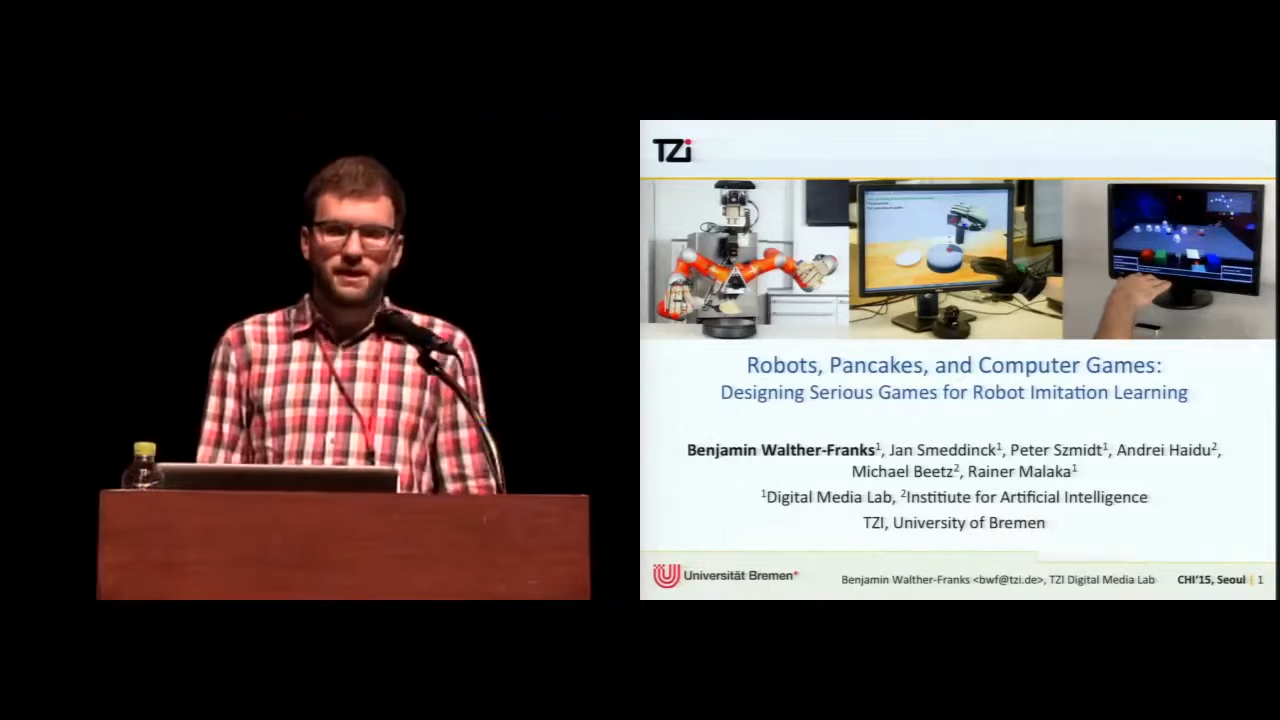 TZi
Robots, Pancakes, and Computer Games:
Designing Serious Games for Robot Imitation Learning
Benjamin Walther-Franks¹, Jan Smeddinck¹, Peter Szmidt¹, Andrei Haidu²,
Michael Beetz², Rainer Malaka¹
¹Digital Media Lab, ²Institiute for Artificial Intelligence
TZI, University of Bremen
Universität Bremen*
Benjamin Walther-Franks <bwf@tzi.de>, TZI Digital Media Lab CHI'15, Seoul | 1